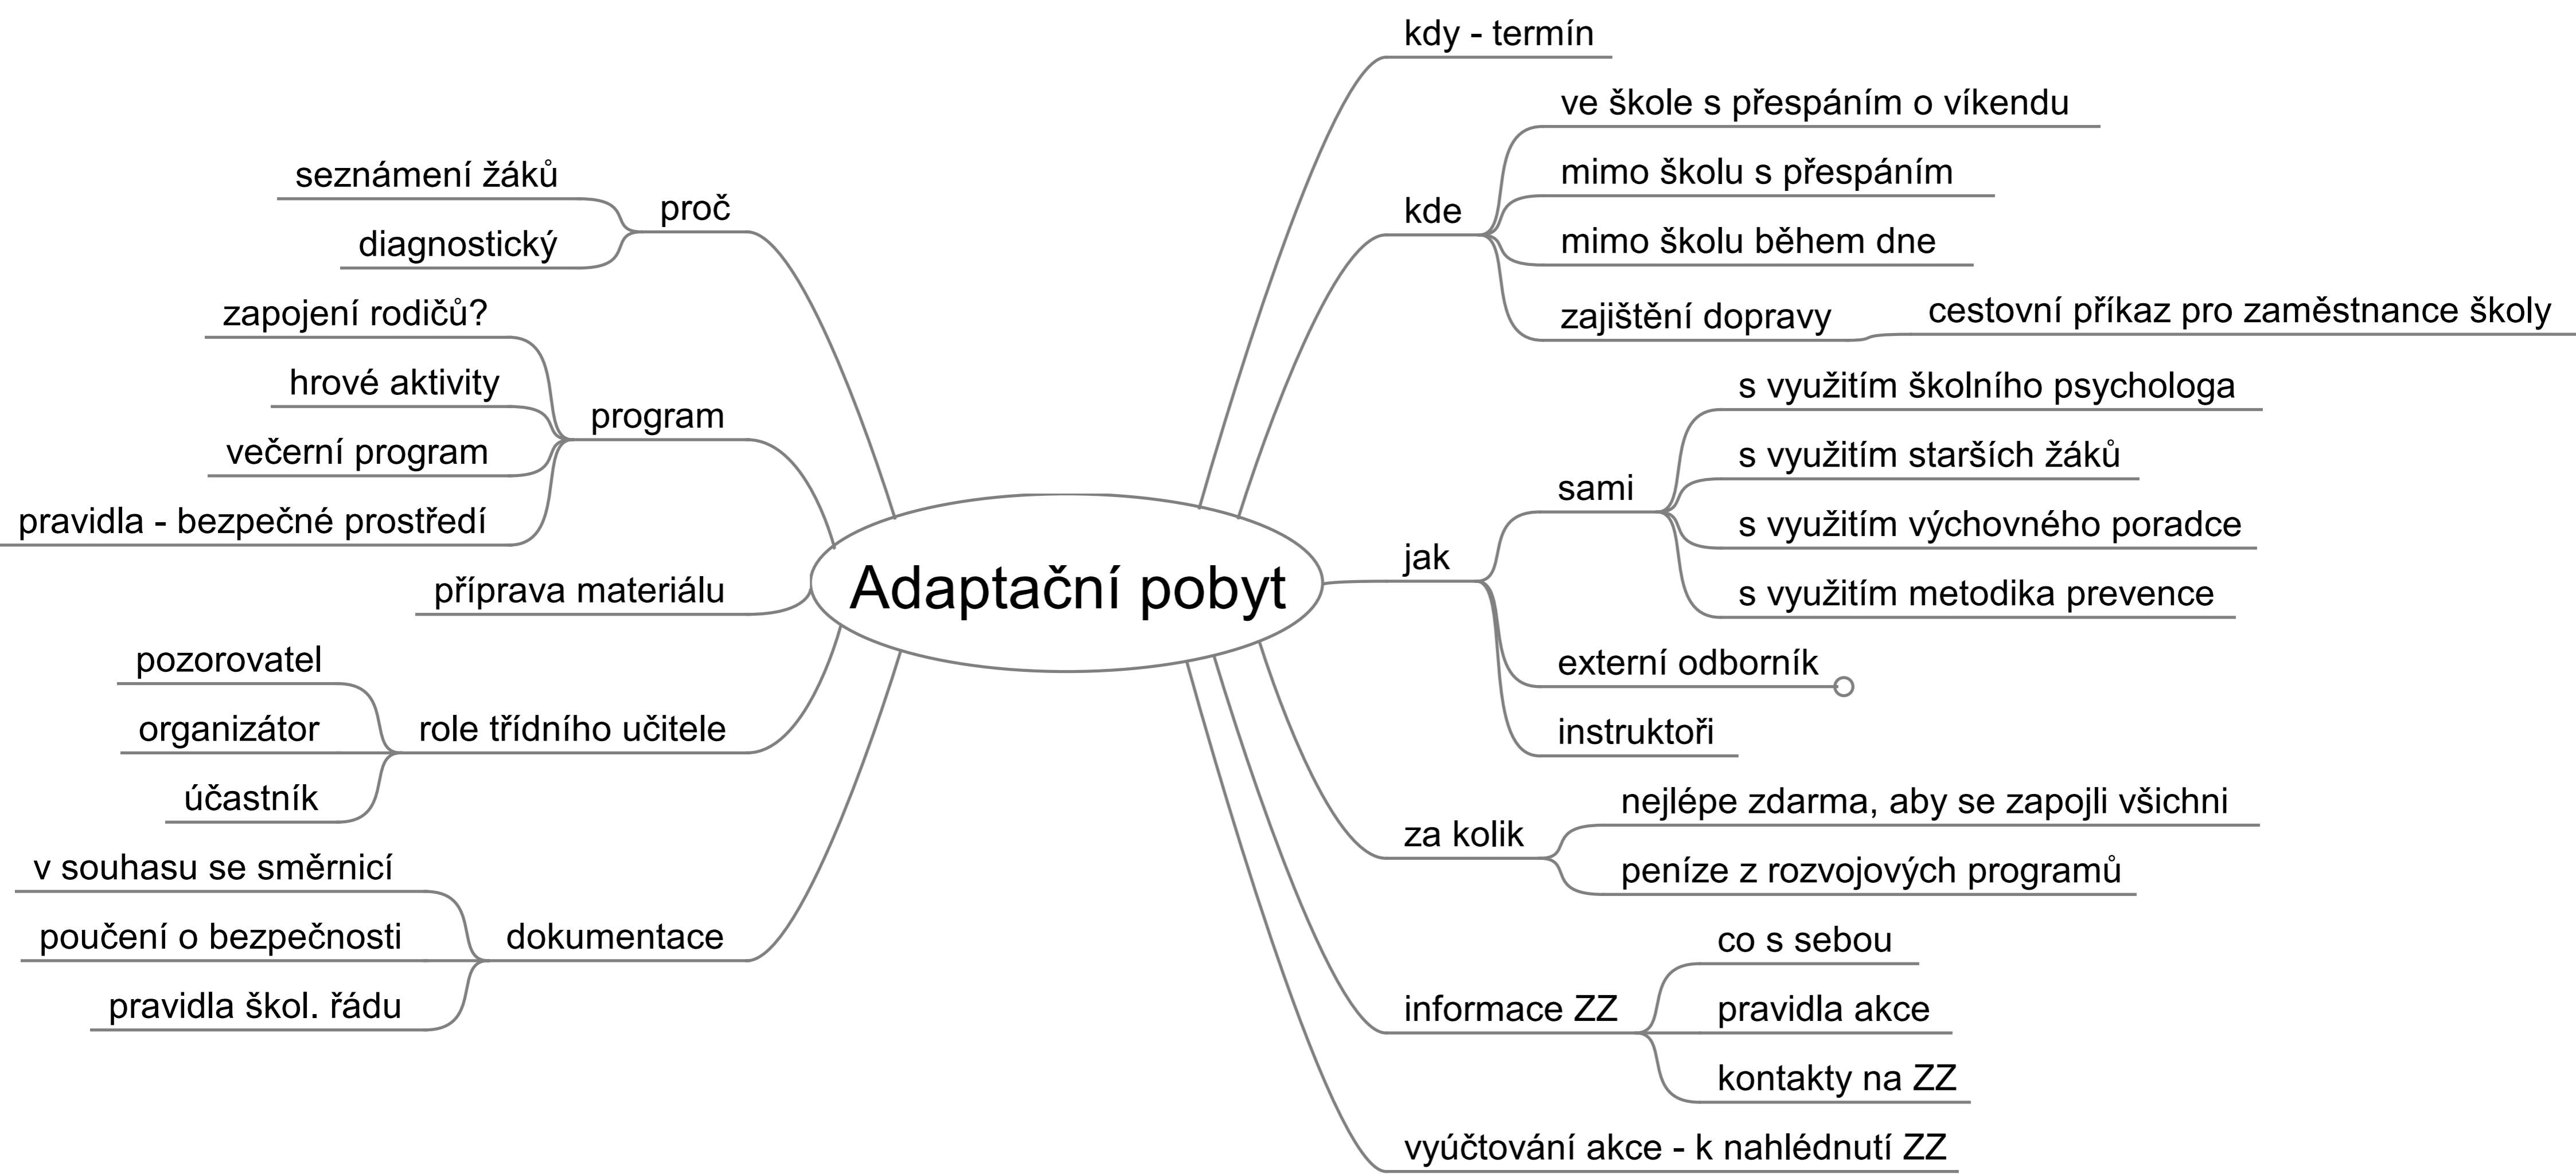 Adaptační pobyt
kdy - termín
kde
ve škole s přespáním o víkendu
mimo školu s přespáním
mimo školu během dne
zajištění dopravy
cestovní příkaz pro zaměstnance školy
jak
sami
s využitím školního psychologa
s využitím starších žáků
s využitím výchovného poradce
s využitím metodika prevence
externí odborník
instruktoři
za kolik
nejlépe zdarma, aby se zapojli všichni
peníze z rozvojových programů
informace ZZ
co s sebou
pravidla akce
kontakty na ZZ
vyúčtování akce - k nahlédnutí ZZ
proč
seznámení žáků
diagnostický
program
zapojení rodičů?
hrové aktivity
večerní program
pravidla - bezpečné prostředí
příprava materiálu
role třídního učitele
pozorovatel
organizátor
účastník
dokumentace
v souhasu se směrnicí
poučení o bezpečnosti
pravidla škol. řádu